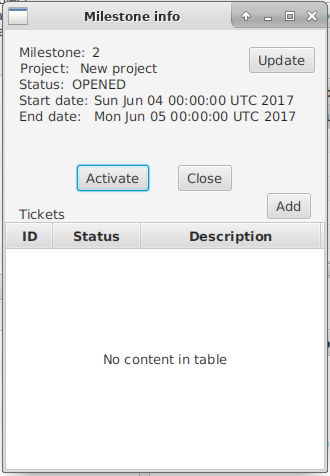 Milestone info
Milestone: 2
Update
Project: New project
Status: OPENED
Start date: Sun Jun 04 00:00:00 UTC 2017
End date: Mon Jun 05 00:00:00 UTC 2017
Activate
Close
Add
Tickets
ID Status Description
No content in table